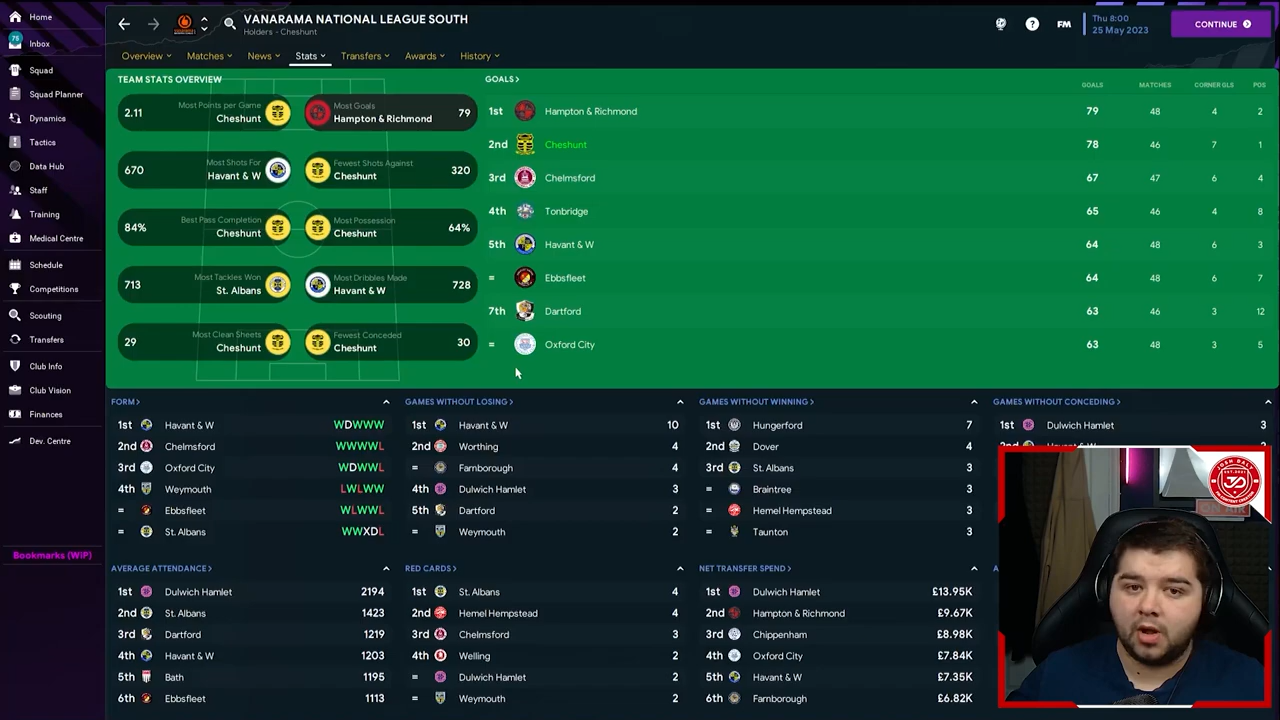 Home
75
Inbox
Squad
Squad Planner
Dynamics
Tactics
Data Hub
Staff
Training
Medical Centre
Schedule
Competitions
Scouting
Transfers
Club Info
Club Vision
Finances
Dev. Centre
Bookmarks (WIP)
VANARAMA NATIONAL LEAGUE SOUTH
Holders - Cheshunt
FM
Thu 8:00
25 May 2023
CONTINUE
Overview Matches News Stats Transfers Awards History
TEAM STATS OVERVIEW
2.11 Most Points per Game Cheshunt
Most Goals Hampton & Richmond 79
670 Most Shots For Havant & W
Fewest Shots Against Cheshunt 320
84% Best Pass Completion Cheshunt
Most Possession Cheshunt 64%
713 Most Tackles Won St. Albans
Most Dribbles Made Havant & W 728
29 Most Clean Sheets Cheshunt
Fewest Conceded Cheshunt 30
GOALS > GOALS MATCHES CORNER GLS POS
1st Hampton & Richmond 79 48 4 2
2nd Cheshunt 78 46 7 1
3rd Chelmsford 67 47 6 4
4th Tonbridge 65 46 4 8
5th Havant & W 64 48 6 3
= Ebbsfleet 64 48 6 7
7th Dartford 63 46 3 12
= Oxford City 63 48 3 5
FORM >
1st Havant & W WDWWW
2nd Chelmsford WWWWL
3rd Oxford City WDWWL
4th Weymouth LWLWW
= Ebbsfleet WLWWL
= St. Albans WWXDL
GAMES WITHOUT LOSING >
1st Havant & W 10
2nd Worthing 4
= Farnborough 4
4th Dulwich Hamlet 3
5th Dartford 2
= Weymouth 2
GAMES WITHOUT WINNING >
1st Hungerford 7
2nd Dover 4
3rd St. Albans 3
= Braintree 3
= Hemel Hempstead 3
= Taunton 3
GAMES WITHOUT CONCEDING >
1st Dulwich Hamlet 3
AVERAGE ATTENDANCE >
1st Dulwich Hamlet 2194
2nd St. Albans 1423
3rd Dartford 1219
4th Havant & W 1203
5th Bath 1195
6th Ebbsfleet 1113
RED CARDS >
1st St. Albans 4
2nd Hemel Hempstead 4
3rd Chelmsford 3
4th Welling 2
= Dulwich Hamlet 2
= Weymouth 2
NET TRANSFER SPEND >
1st Dulwich Hamlet £13.95K
2nd Hampton & Richmond £9.67K
3rd Chippenham £8.98K
4th Oxford City £7.84K
5th Havant & W £7.35K
6th Farnborough £6.82K
JOSH DALY
JD
ON AIR